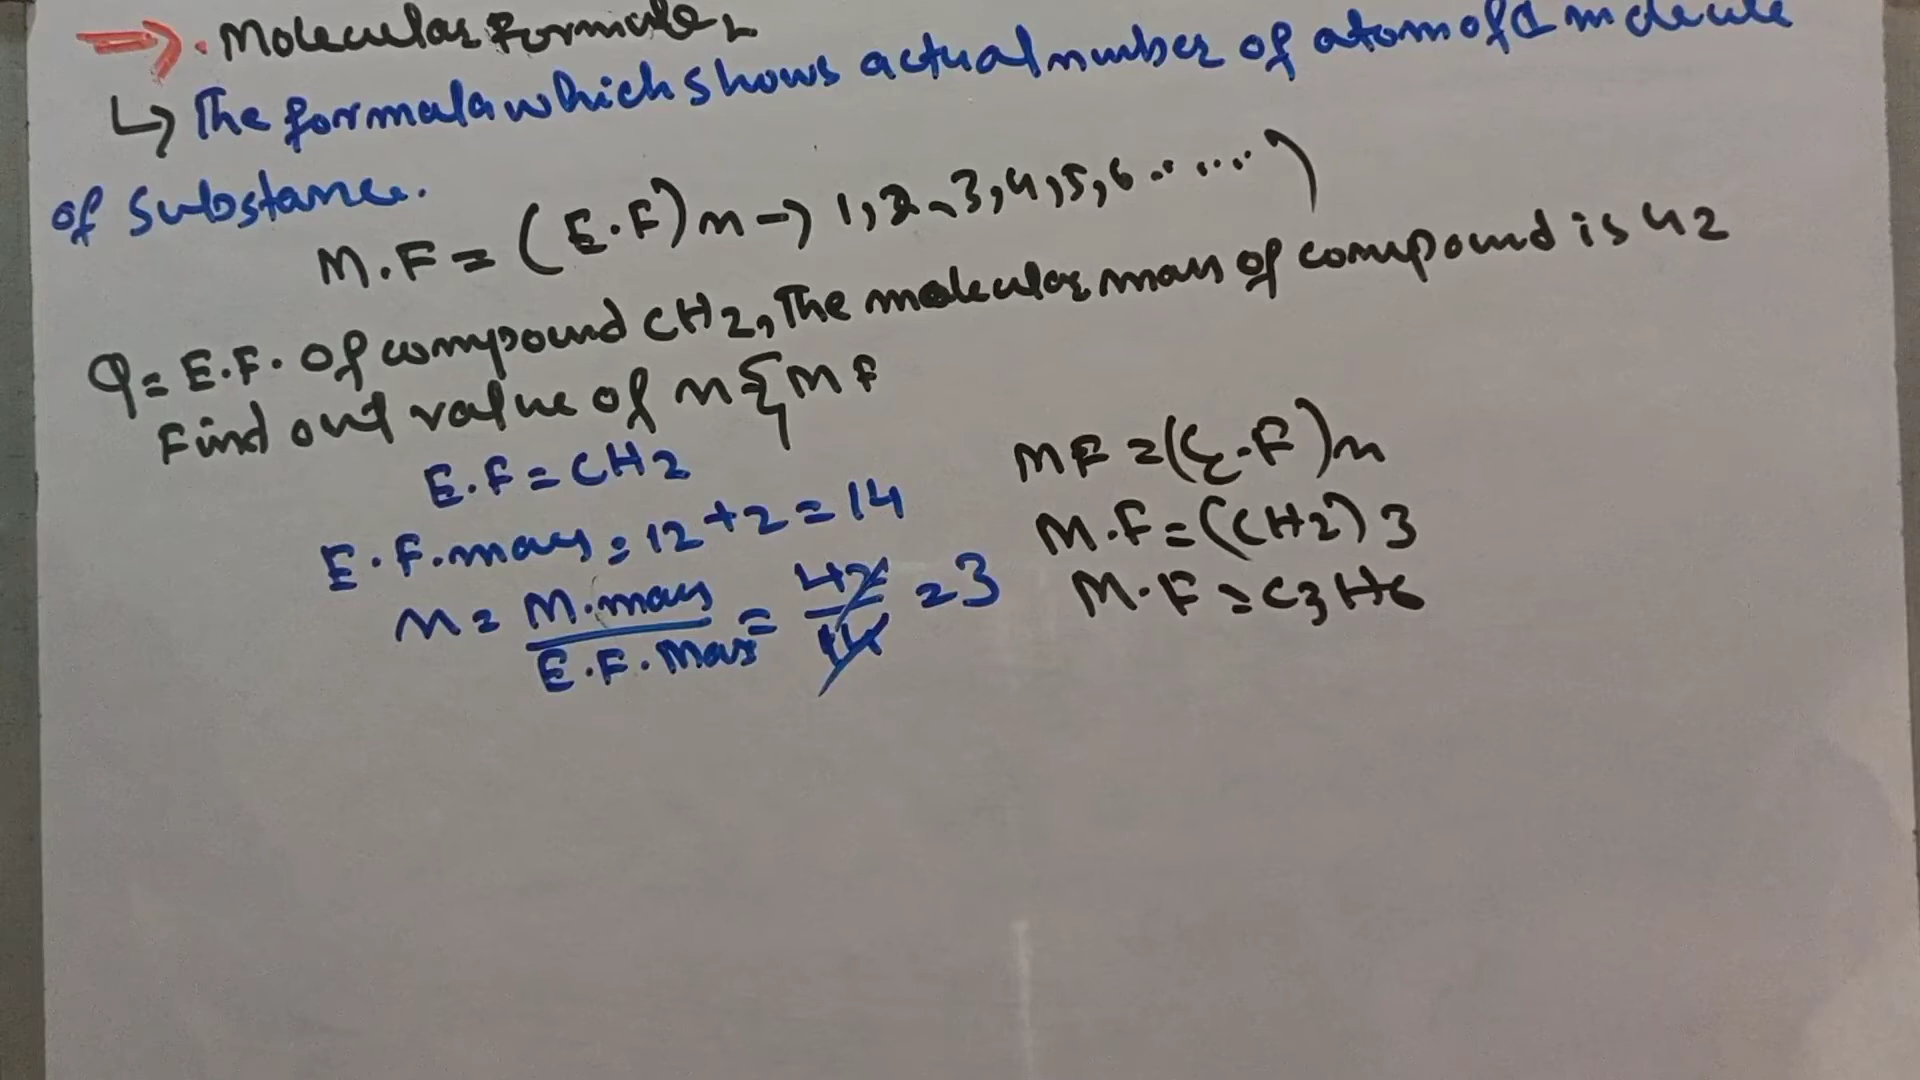 Molecular Formula
↳ The formula which shows actual number of atom of a molecule
of Substance.
M.F = (E.F)n → 1,2,3,4,5,6 ......)
Q= E.F. Of compound CH2, The molecular mass of compound is 42
Find out value of n & MF
E.F = CH2
E.F. mass = 12+2 = 14
n = M.mass / E.F. Mass = 42 / 14 = 3
MF = (E.F)n
M.F = (CH2)3
M.F = C3H6